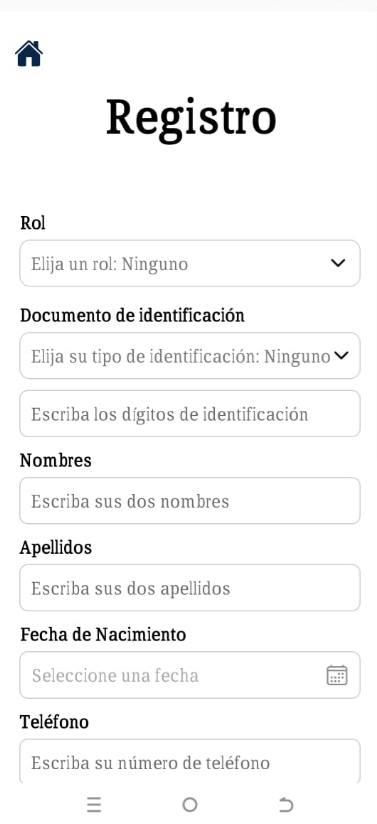 Registro
Rol
Elija un rol: Ninguno
Documento de identificación
Elija su tipo de identificación: Ninguno
Escriba los dígitos de identificación
Nombres
Escriba sus dos nombres
Apellidos
Escriba sus dos apellidos
Fecha de Nacimiento
Seleccione una fecha
Teléfono
Escriba su número de teléfono